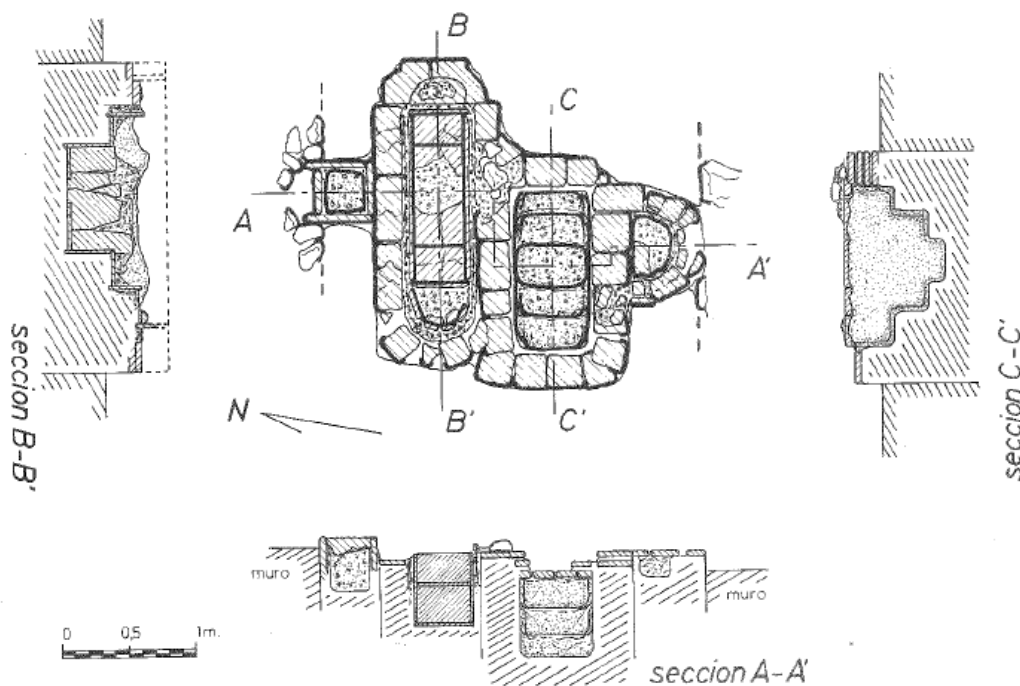 B
C
A
A'
N
B'
C'
seccion B-B'
seccion C-C'
muro
muro
0 0,5 1m.
seccion A-A'